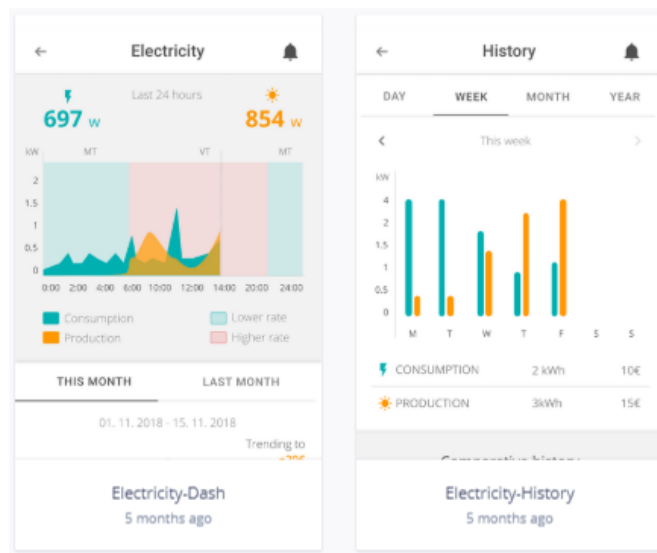 Electricity
Last 24 hours
697 w
854 w
kW
MT
VT
MT
2
1.5
1
0.5
0
0:00 2:00 4:00 6:00 10:00 12:00 14:00 20:00 24:00
Consumption
Lower rate
Production
Higher rate
THIS MONTH
LAST MONTH
01. 11. 2018 - 15. 11. 2018
Trending to
Electricity-Dash
5 months ago
History
DAY
WEEK
MONTH
YEAR
This week
kW
4
2
1.5
1
0.5
0
M T W T F S S
CONSUMPTION 2 kWh 10€
PRODUCTION 3kWh 15€
Comparative history
Electricity-History
5 months ago